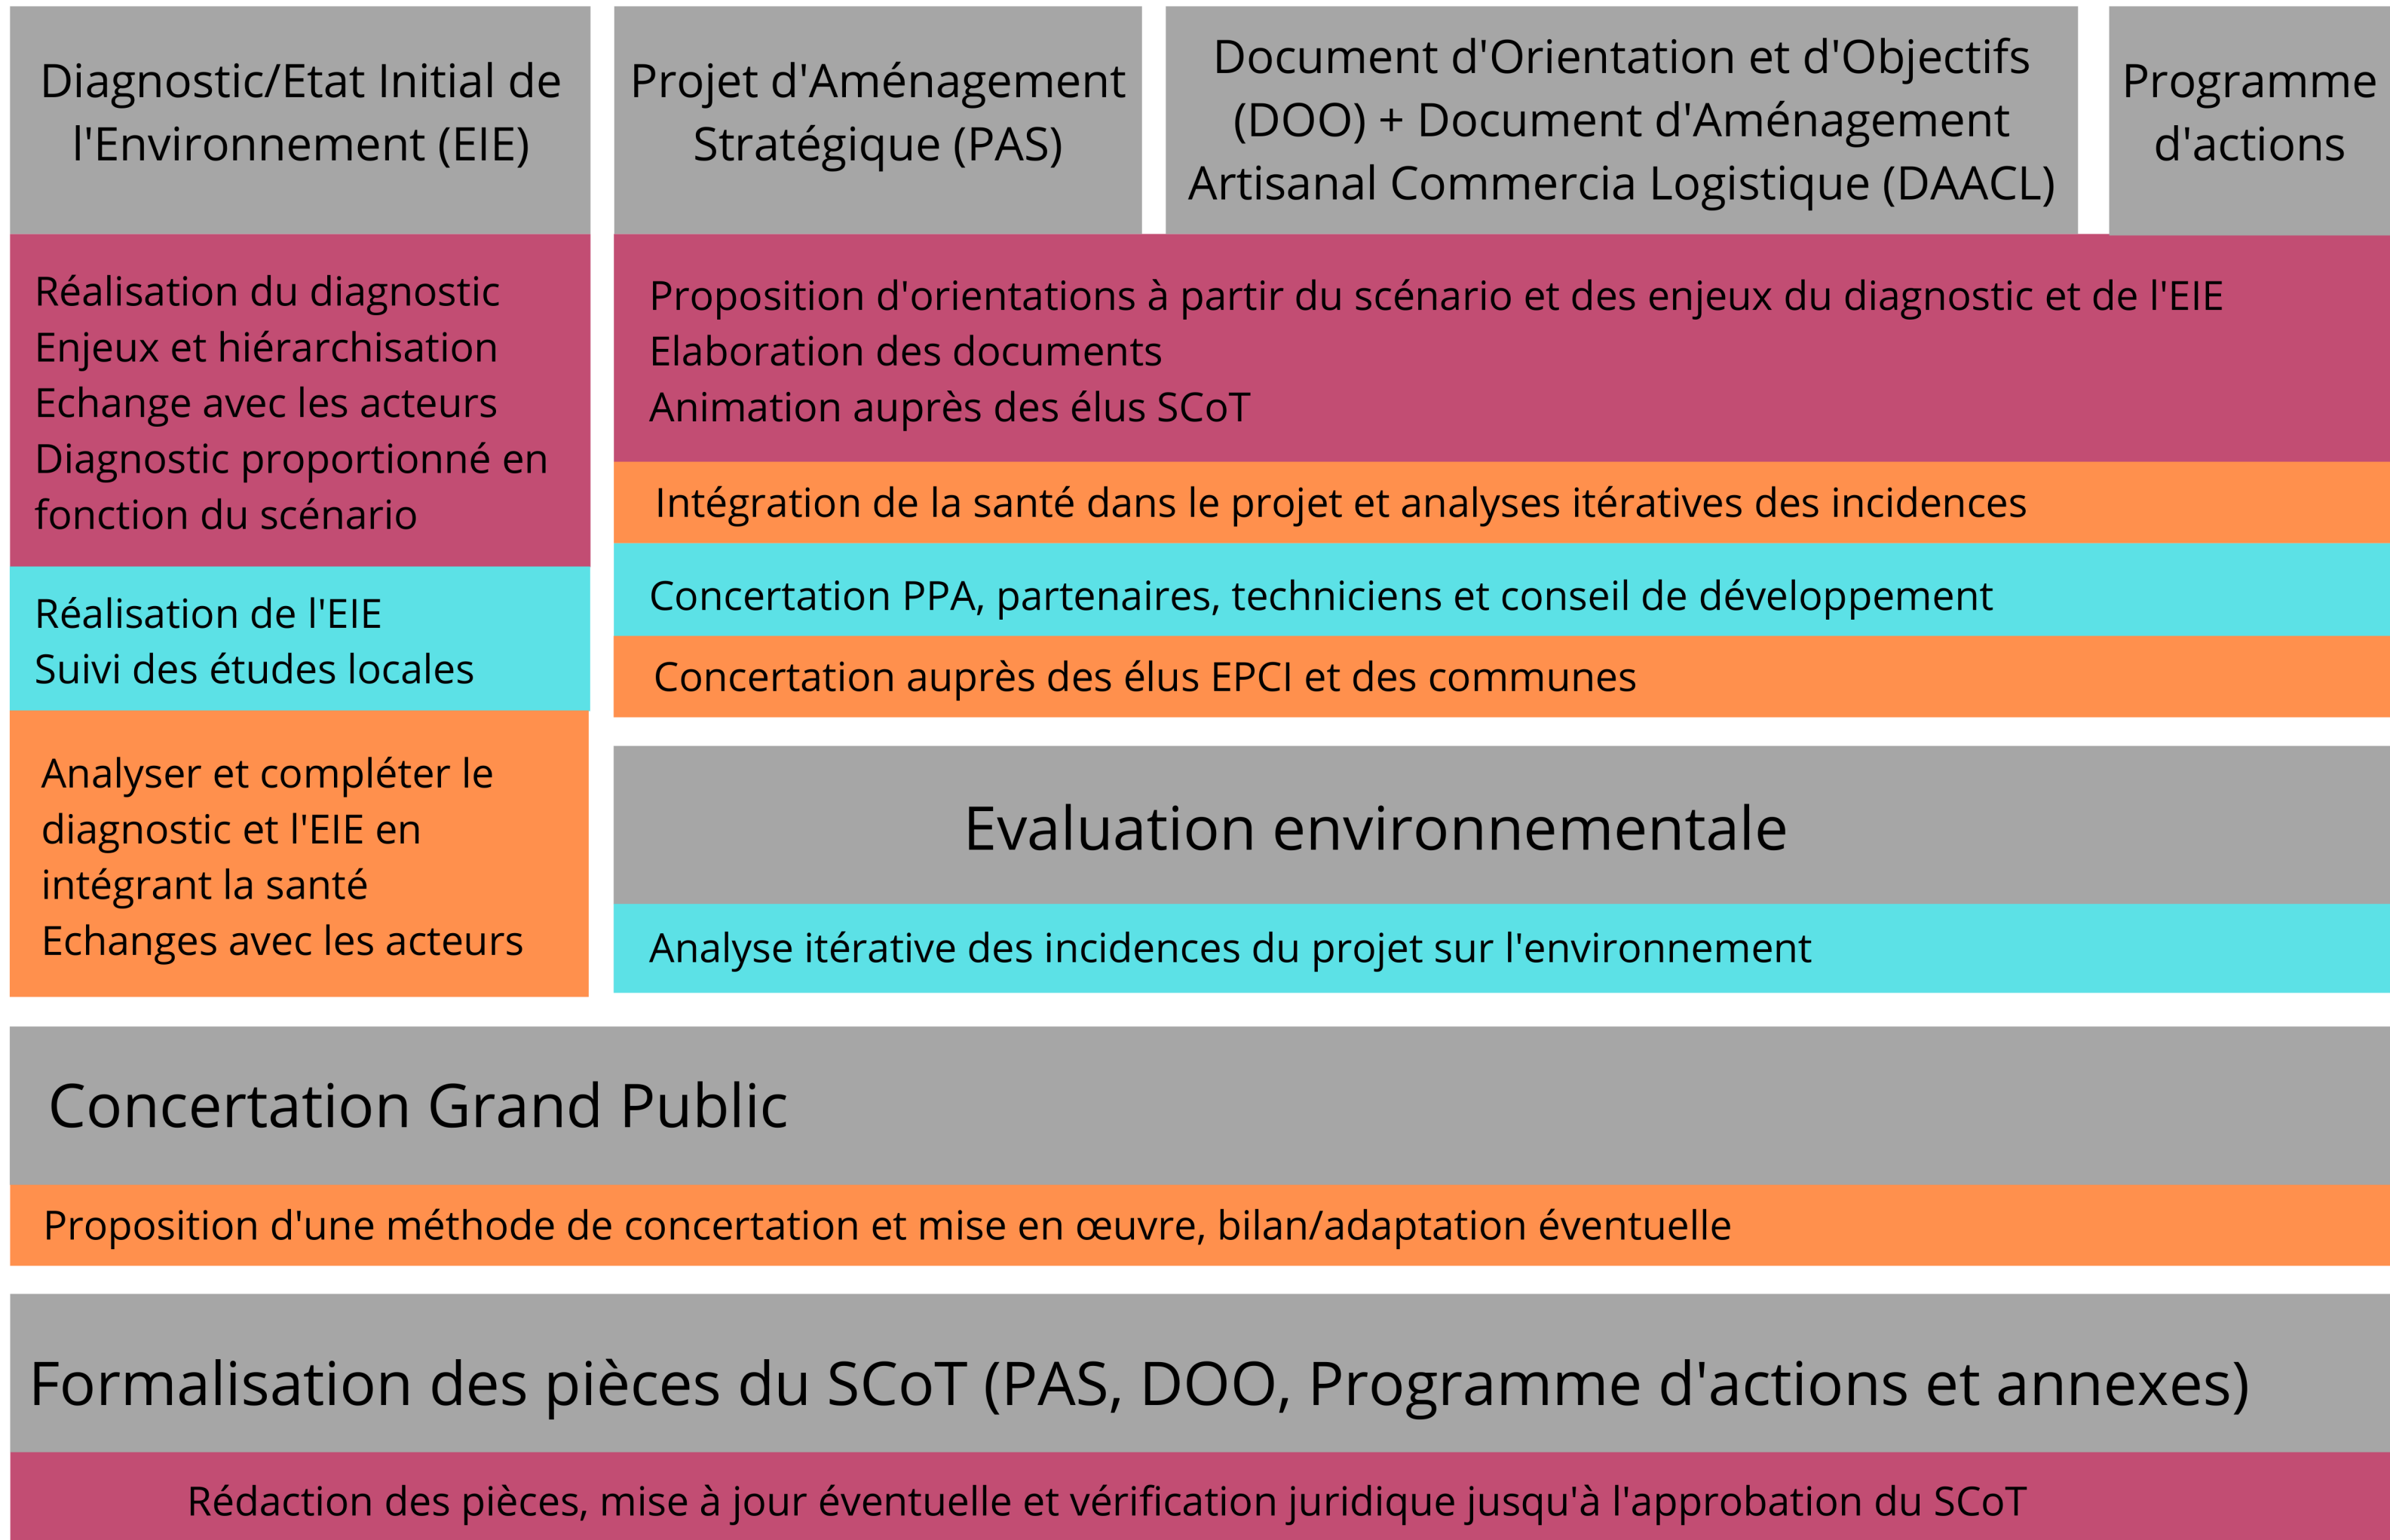 Diagnostic/Etat Initial de
l'Environnement (EIE)
Projet d'Aménagement
Stratégique (PAS)
Document d'Orientation et d'Objectifs
(DOO) + Document d'Aménagement
Artisanal Commercia Logistique (DAACL)
Programme
d'actions
Réalisation du diagnostic
Enjeux et hiérarchisation
Echange avec les acteurs
Diagnostic proportionné en
fonction du scénario
Réalisation de l'EIE
Suivi des études locales
Analyser et compléter le
diagnostic et l'EIE en
intégrant la santé
Echanges avec les acteurs
Proposition d'orientations à partir du scénario et des enjeux du diagnostic et de l'EIE
Elaboration des documents
Animation auprès des élus SCoT
Intégration de la santé dans le projet et analyses itératives des incidences
Concertation PPA, partenaires, techniciens et conseil de développement
Concertation auprès des élus EPCI et des communes
Evaluation environnementale
Analyse itérative des incidences du projet sur l'environnement
Concertation Grand Public
Proposition d'une méthode de concertation et mise en œuvre, bilan/adaptation éventuelle
Formalisation des pièces du SCoT (PAS, DOO, Programme d'actions et annexes)
Rédaction des pièces, mise à jour éventuelle et vérification juridique jusqu'à l'approbation du SCoT